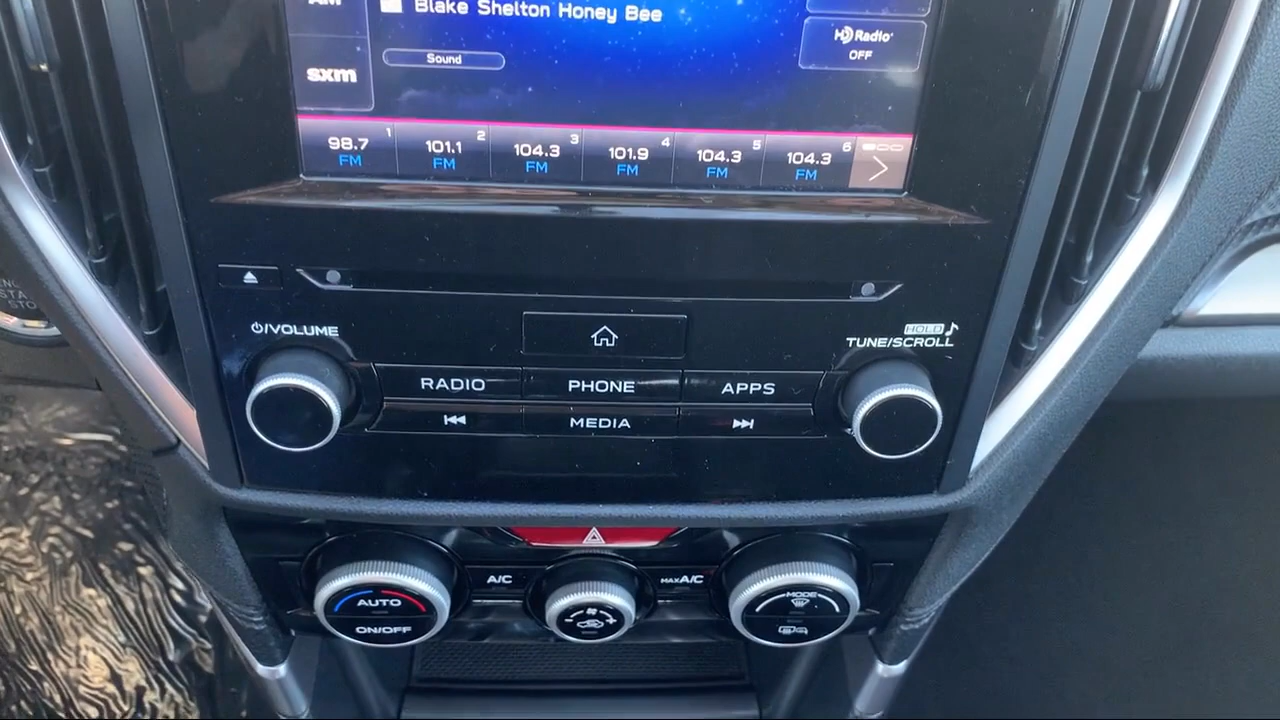 AM
Blake Shelton Honey Bee
HD Radio
OFF
Sound
sxm
1 2 3 4 5 6
98.7 101.1 104.3 101.9 104.3 104.3
FM FM FM FM FM FM
/VOLUME
HOLD
TUNE/SCROLL
RADIO PHONE APPS
MEDIA
A/C MAX A/C
AUTO MODE
ON/OFF